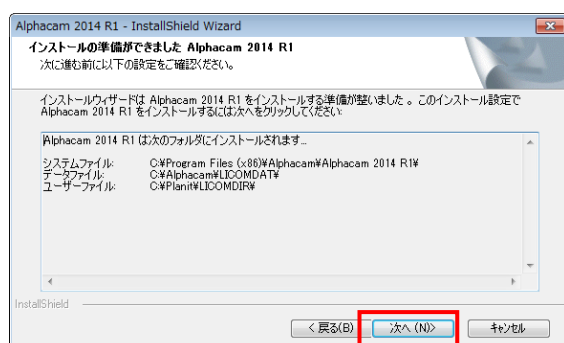 Alphacam 2014 R1 - InstallShield Wizard
インストールの準備ができました Alphacam 2014 R1
次に進む前に以下の設定をご確認ください。
インストールウィザードは Alphacam 2014 R1 をインストールする準備が整いました 。このインストール設定で
Alphacam 2014 R1 をインストールするには次へをクリックしてください:
Alphacam 2014 R1 は次のフォルダにインストールされます...
システムファイル: C:¥Program Files (x86)¥Alphacam¥Alphacam 2014 R1¥
データファイル: C:¥Alphacam¥LICOMDAT¥
ユーザーファイル: C:¥Planit¥LICOMDIR¥
InstallShield
< 戻る(B) 次へ (N)> キャンセル